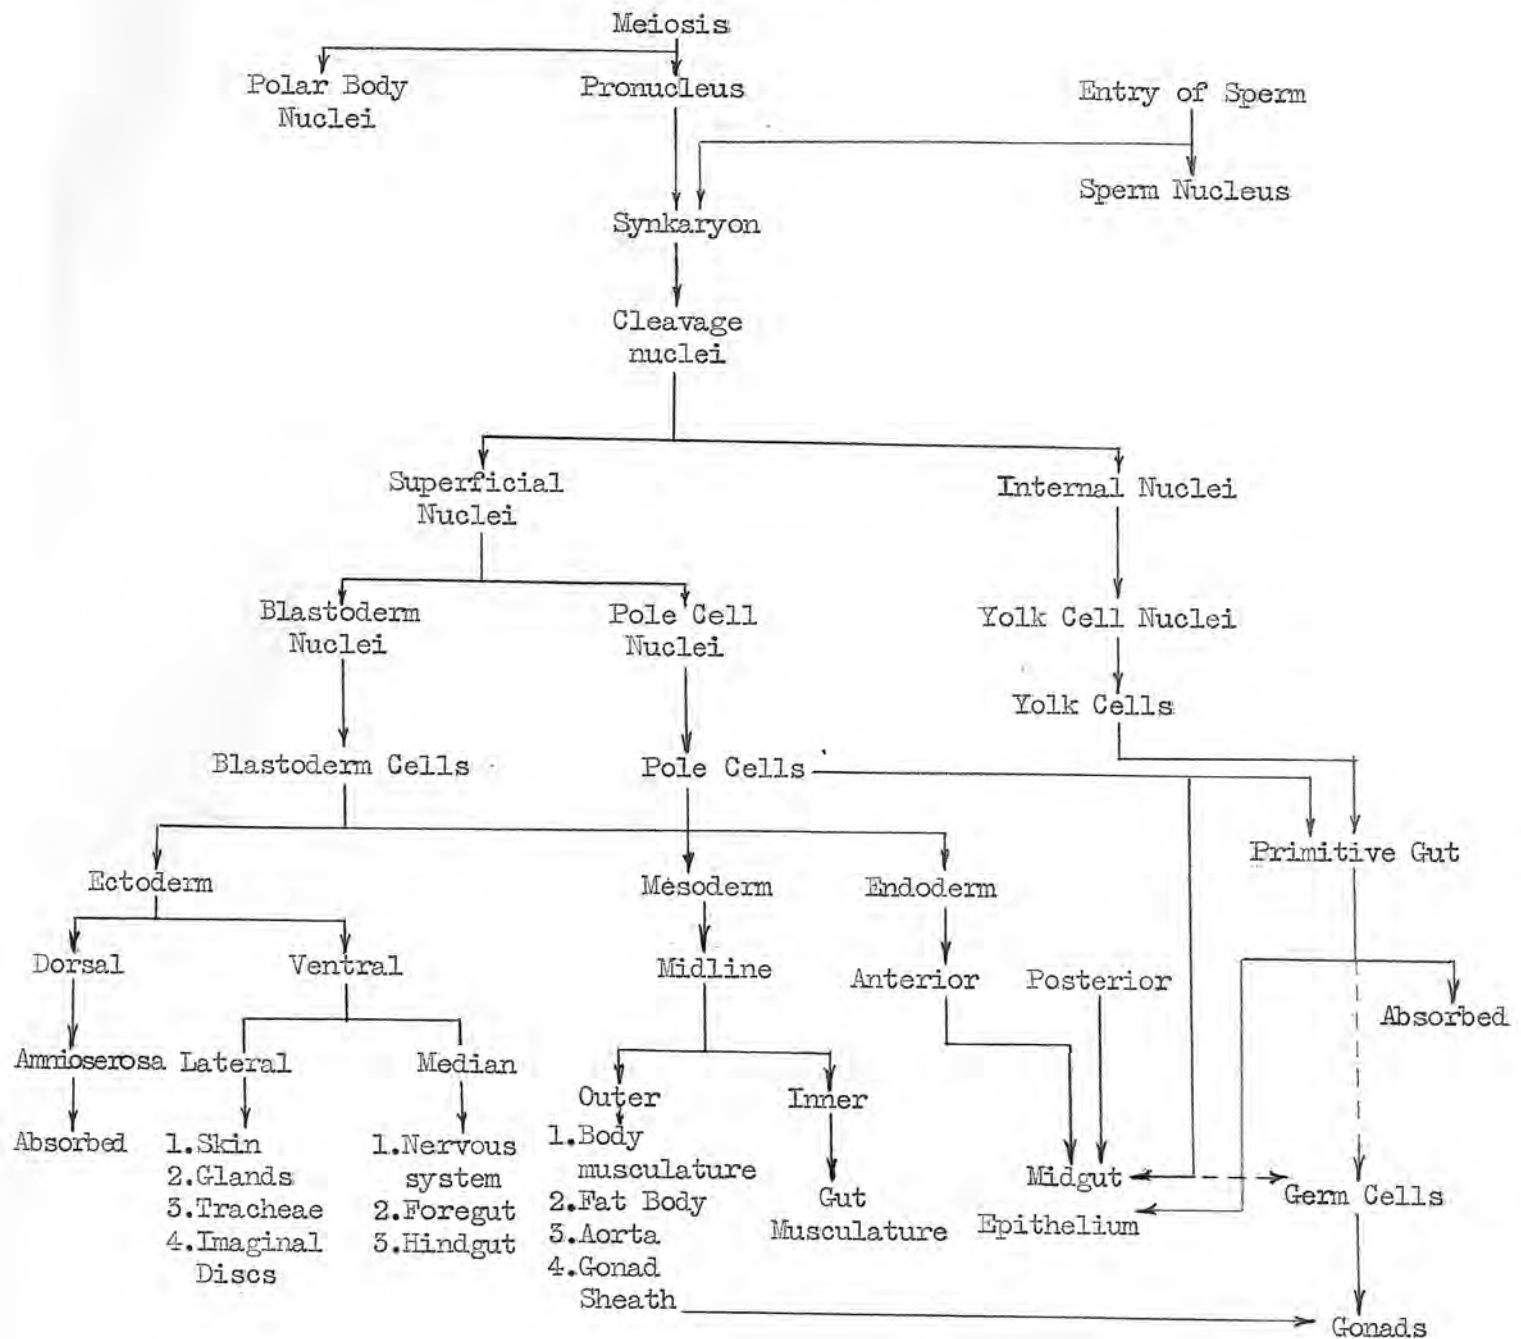 Meiosis
Polar Body
Nuclei
Pronucleus
Entry of Sperm
Sperm Nucleus
Synkaryon
Cleavage
nuclei
Superficial
Nuclei
Internal Nuclei
Blastoderm
Nuclei
Pole Cell
Nuclei
Yolk Cell Nuclei
Yolk Cells
Blastoderm Cells
Pole Cells
Primitive Gut
Ectoderm
Mesoderm
Endoderm
Dorsal
Ventral
Midline
Anterior
Posterior
Absorbed
Amnioserosa
Lateral
Median
Outer
Inner
Absorbed
1.Skin
2.Glands
3.Tracheae
4.Imaginal
Discs
1.Nervous
system
2.Foregut
3.Hindgut
1.Body
musculature
2.Fat Body
3.Aorta
4.Gonad
Sheath
Gut
Musculature
Midgut
Epithelium
Germ Cells
Gonads